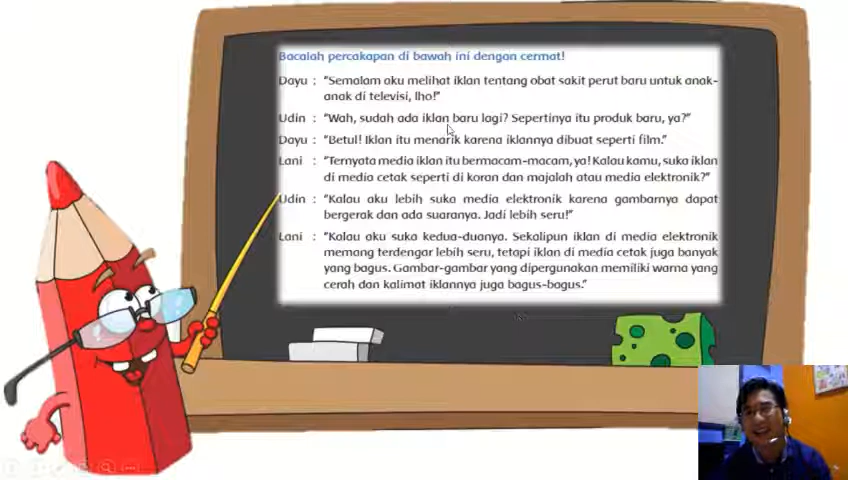 Bacalah percakapan di bawah ini dengan cermat!
Dayu : "Semalam aku melihat iklan tentang obat sakit perut baru untuk anak-
anak di televisi, lho!"
Udin : "Wah, sudah ada iklan baru lagi? Sepertinya itu produk baru, ya?"
Dayu : "Betul! Iklan itu menarik karena iklannya dibuat seperti film."
Lani : "Ternyata media iklan itu bermacam-macam, ya! Kalau kamu, suka iklan
di media cetak seperti di koran dan majalah atau media elektronik?"
Udin : "Kalau aku lebih suka media elektronik karena gambarnya dapat
bergerak dan ada suaranya. Jadi lebih seru!"
Lani : "Kalau aku suka kedua-duanya. Sekalipun iklan di media elektronik
memang terdengar lebih seru, tetapi iklan di media cetak juga banyak
yang bagus. Gambar-gambar yang dipergunakan memiliki warna yang
cerah dan kalimat iklannya juga bagus-bagus."